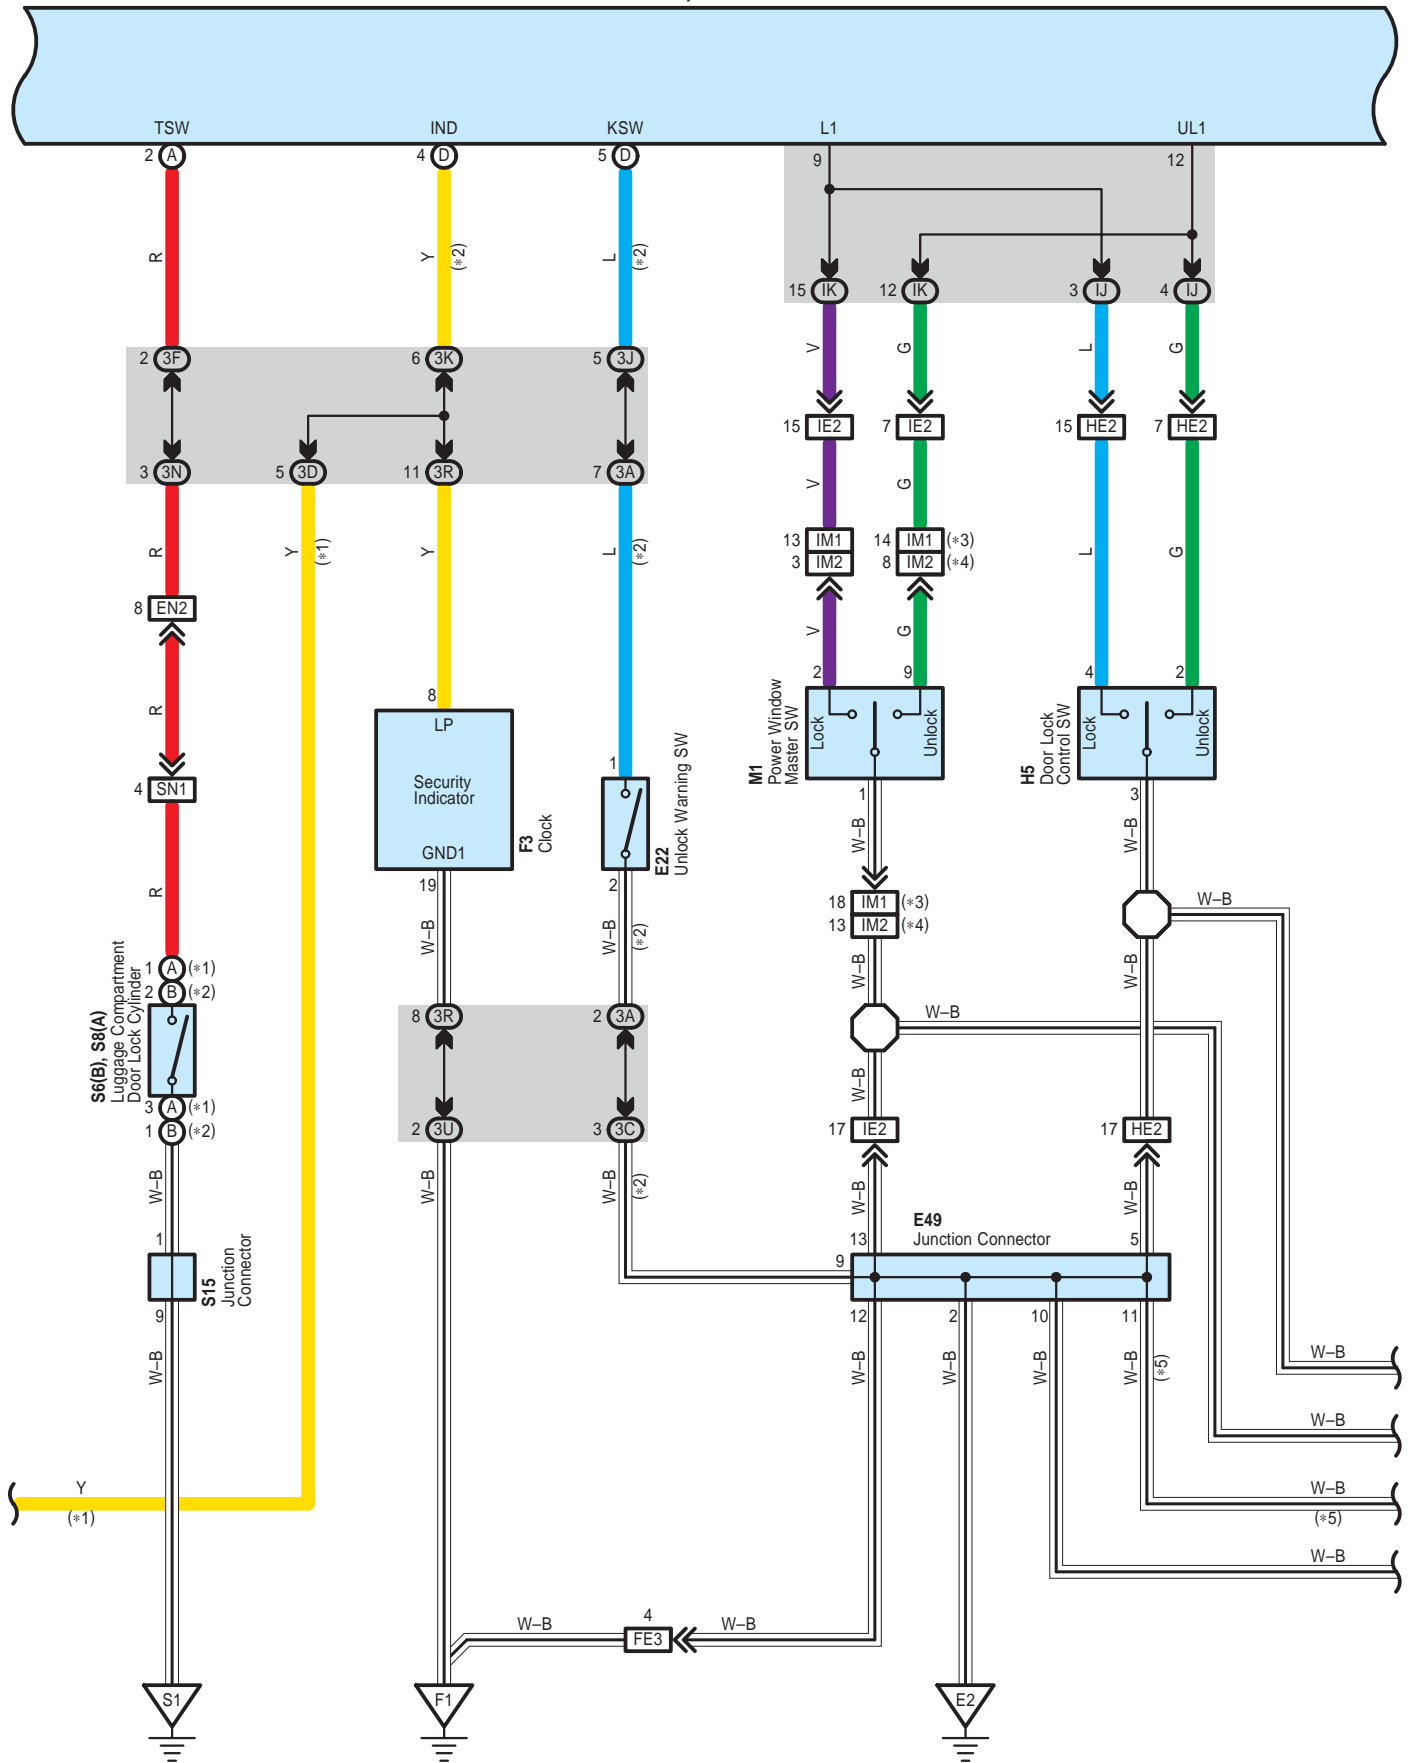 TSW IND KSW L1 UL1
2 A 4 D 5 D 9 12
R Y (∗2) L (∗2)
15 IK 12 IK 3 IJ 4 IJ
V G L G
2 3F 6 3K 5 3J
15 IE2 7 IE2 15 HE2 7 HE2
3 3N 5 3D 11 3R 7 3A
V G
R Y (∗1) Y L (∗2) L G
13 IM1 14 IM1 (∗3)
3 IM2 8 IM2 (∗4)
8 EN2
V G
2 9 4 2
R
8
LP
Security
Indicator
GND1
19
F3
Clock
1
E22
Unlock Warning SW
2
M1
Power Window
Master SW
Lock Unlock
1
H5
Door Lock
Control SW
Lock Unlock
3
4 SN1
R
W–B W–B (∗2) W–B W–B
18 IM1 (∗3)
13 IM2 (∗4)
W–B
W–B W–B
1 A (∗1)
2 B (∗2)
S6(B), S8(A)
Luggage Compartment
Door Lock Cylinder
3 A (∗1)
1 B (∗2)
8 3R 2 3A
W–B
W–B
2 3U 3 3C
17 IE2 17 HE2
W–B W–B W–B (∗2) W–B W–B
E49
Junction Connector
1 13 5
9
S15
Junction
Connector
9 12 2 10 11
W–B W–B W–B W–B W–B (∗5)
W–B
W–B
Y
(∗1)
W–B
(∗5)
W–B
W–B 4 W–B
FE3
S1 F1 E2